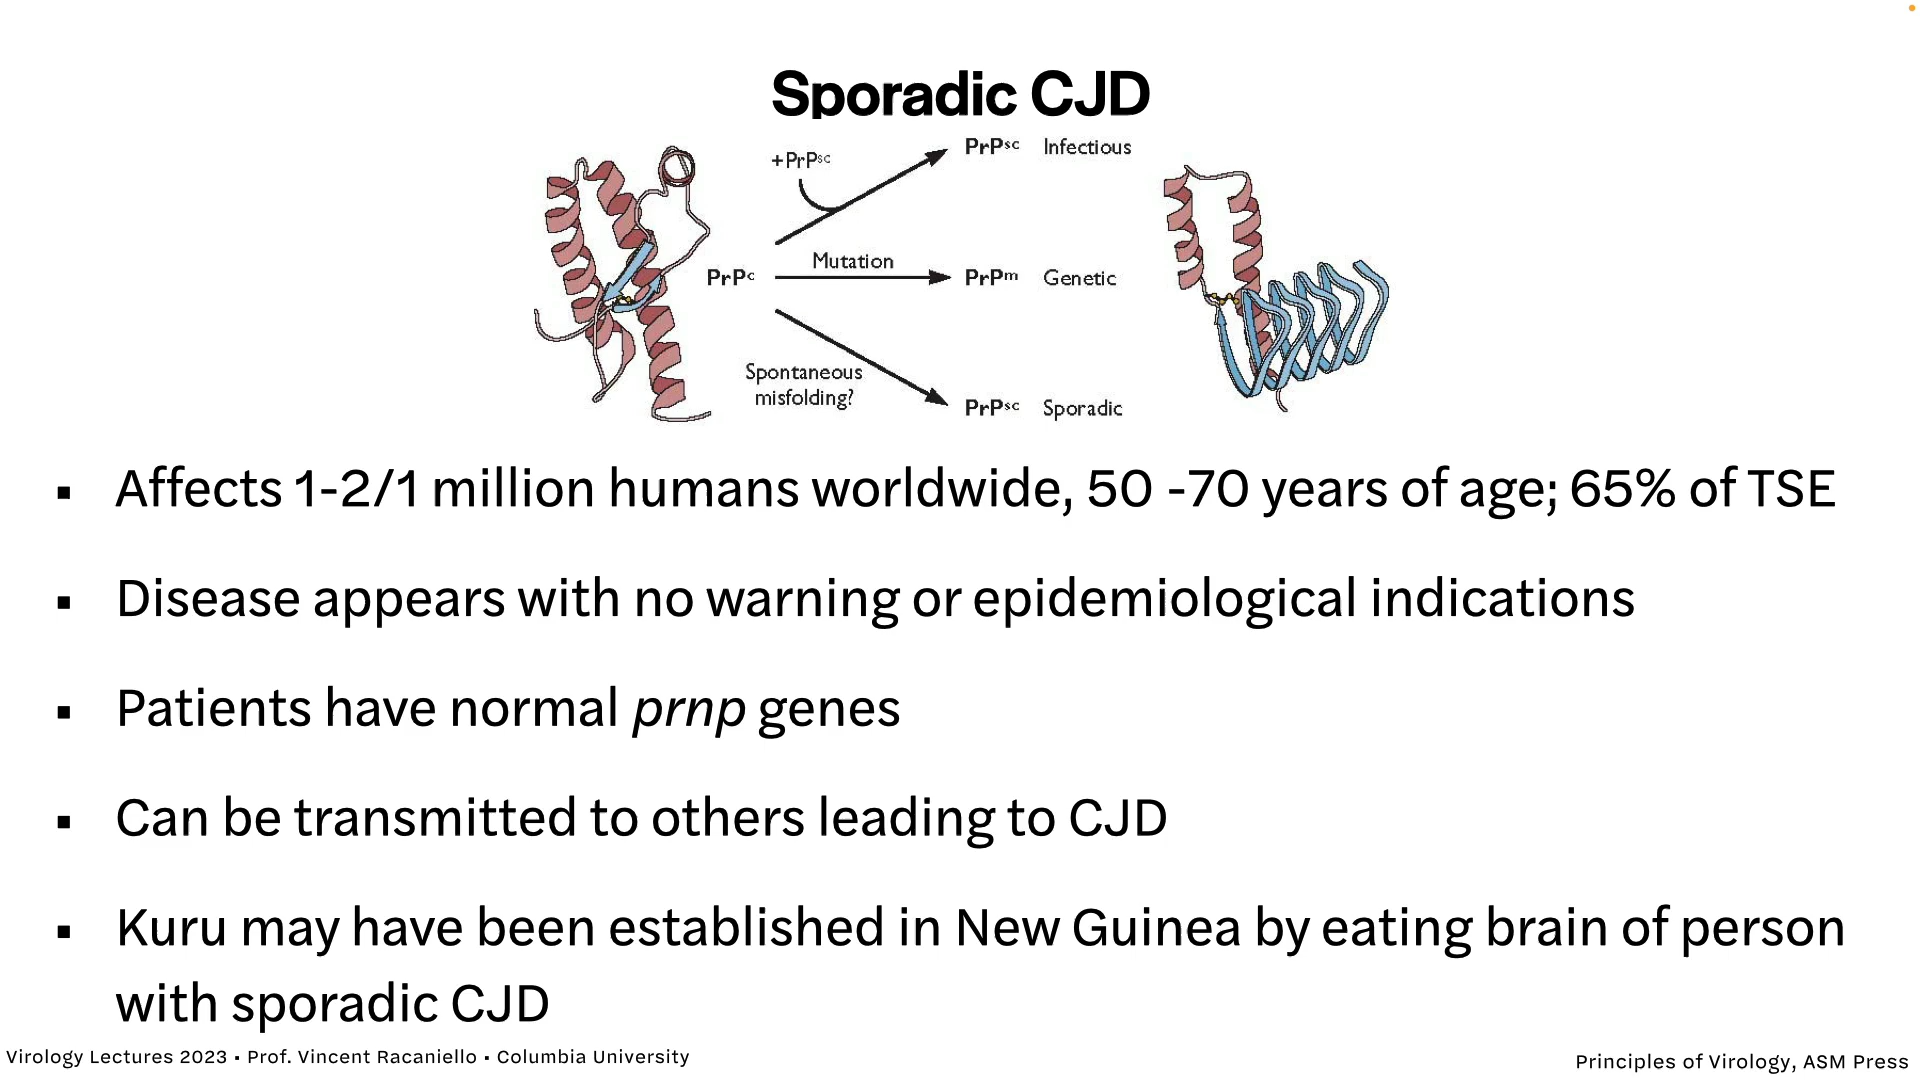 Sporadic CJD
+PrPsc
PrPsc Infectious
Mutation
PrPc
PrPm Genetic
Spontaneous
misfolding?
PrPsc Sporadic
▪ Affects 1-2/1 million humans worldwide, 50 -70 years of age; 65% of TSE
▪ Disease appears with no warning or epidemiological indications
▪ Patients have normal prnp genes
▪ Can be transmitted to others leading to CJD
▪ Kuru may have been established in New Guinea by eating brain of person
with sporadic CJD
Virology Lectures 2023 • Prof. Vincent Racaniello • Columbia University
Principles of Virology, ASM Press